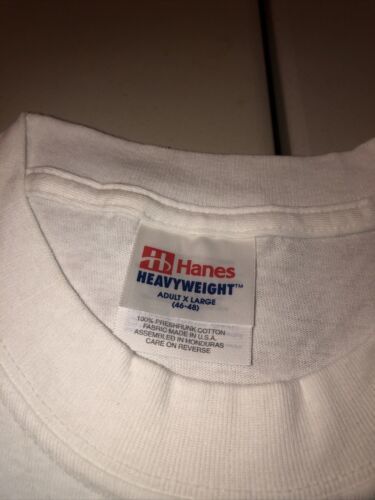 Hanes
HEAVYWEIGHT™
ADULT X LARGE
(46-48)
100% PRESHRUNK COTTON
FABRIC MADE IN U.S.A.
ASSEMBLED IN HONDURAS
CARE ON REVERSE